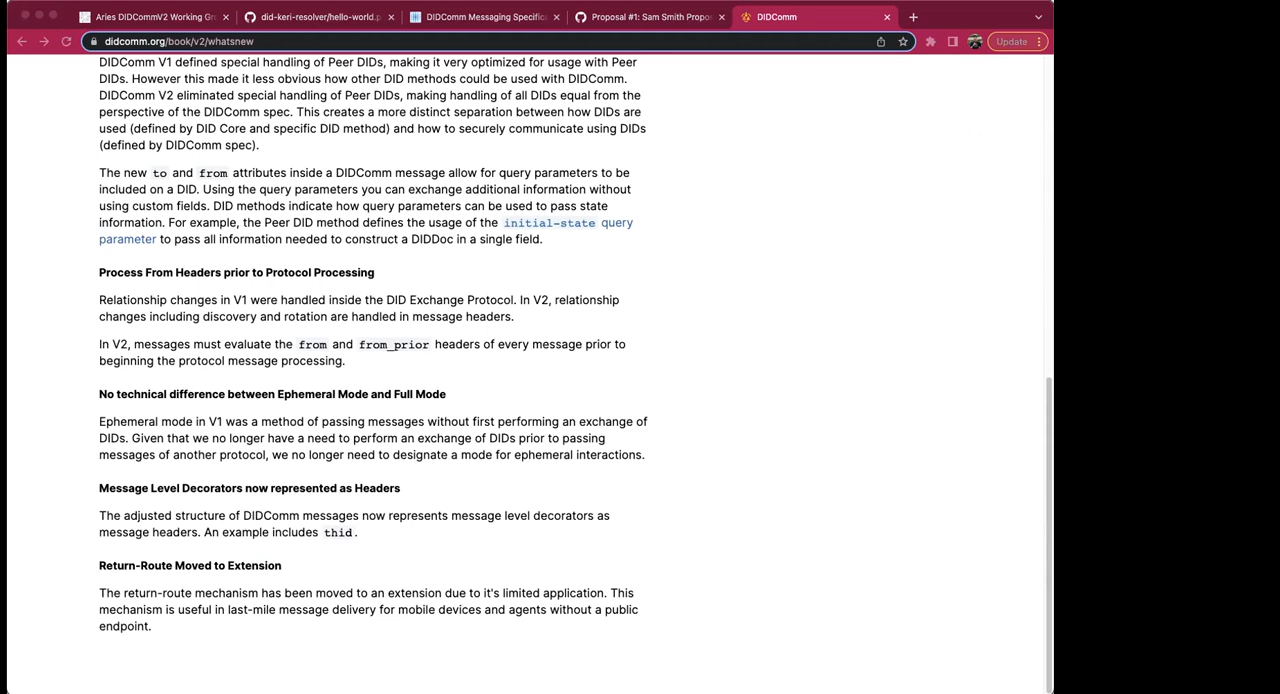 Aries DIDCommV2 Working Gr
did-keri-resolver/hello-world.p
DIDComm Messaging Specific
Proposal #1: Sam Smith Propo
DIDComm
didcomm.org/book/v2/whatsnew
Update
DIDComm V1 defined special handling of Peer DIDs, making it very optimized for usage with Peer
DIDs. However this made it less obvious how other DID methods could be used with DIDComm.
DIDComm V2 eliminated special handling of Peer DIDs, making handling of all DIDs equal from the
perspective of the DIDComm spec. This creates a more distinct separation between how DIDs are
used (defined by DID Core and specific DID method) and how to securely communicate using DIDs
(defined by DIDComm spec).
The new to and from attributes inside a DIDComm message allow for query parameters to be
included on a DID. Using the query parameters you can exchange additional information without
using custom fields. DID methods indicate how query parameters can be used to pass state
information. For example, the Peer DID method defines the usage of the initial-state query
parameter to pass all information needed to construct a DIDDoc in a single field.
Process From Headers prior to Protocol Processing
Relationship changes in V1 were handled inside the DID Exchange Protocol. In V2, relationship
changes including discovery and rotation are handled in message headers.
In V2, messages must evaluate the from and from_prior headers of every message prior to
beginning the protocol message processing.
No technical difference between Ephemeral Mode and Full Mode
Ephemeral mode in V1 was a method of passing messages without first performing an exchange of
DIDs. Given that we no longer have a need to perform an exchange of DIDs prior to passing
messages of another protocol, we no longer need to designate a mode for ephemeral interactions.
Message Level Decorators now represented as Headers
The adjusted structure of DIDComm messages now represents message level decorators as
message headers. An example includes thid.
Return-Route Moved to Extension
The return-route mechanism has been moved to an extension due to it's limited application. This
mechanism is useful in last-mile message delivery for mobile devices and agents without a public
endpoint.